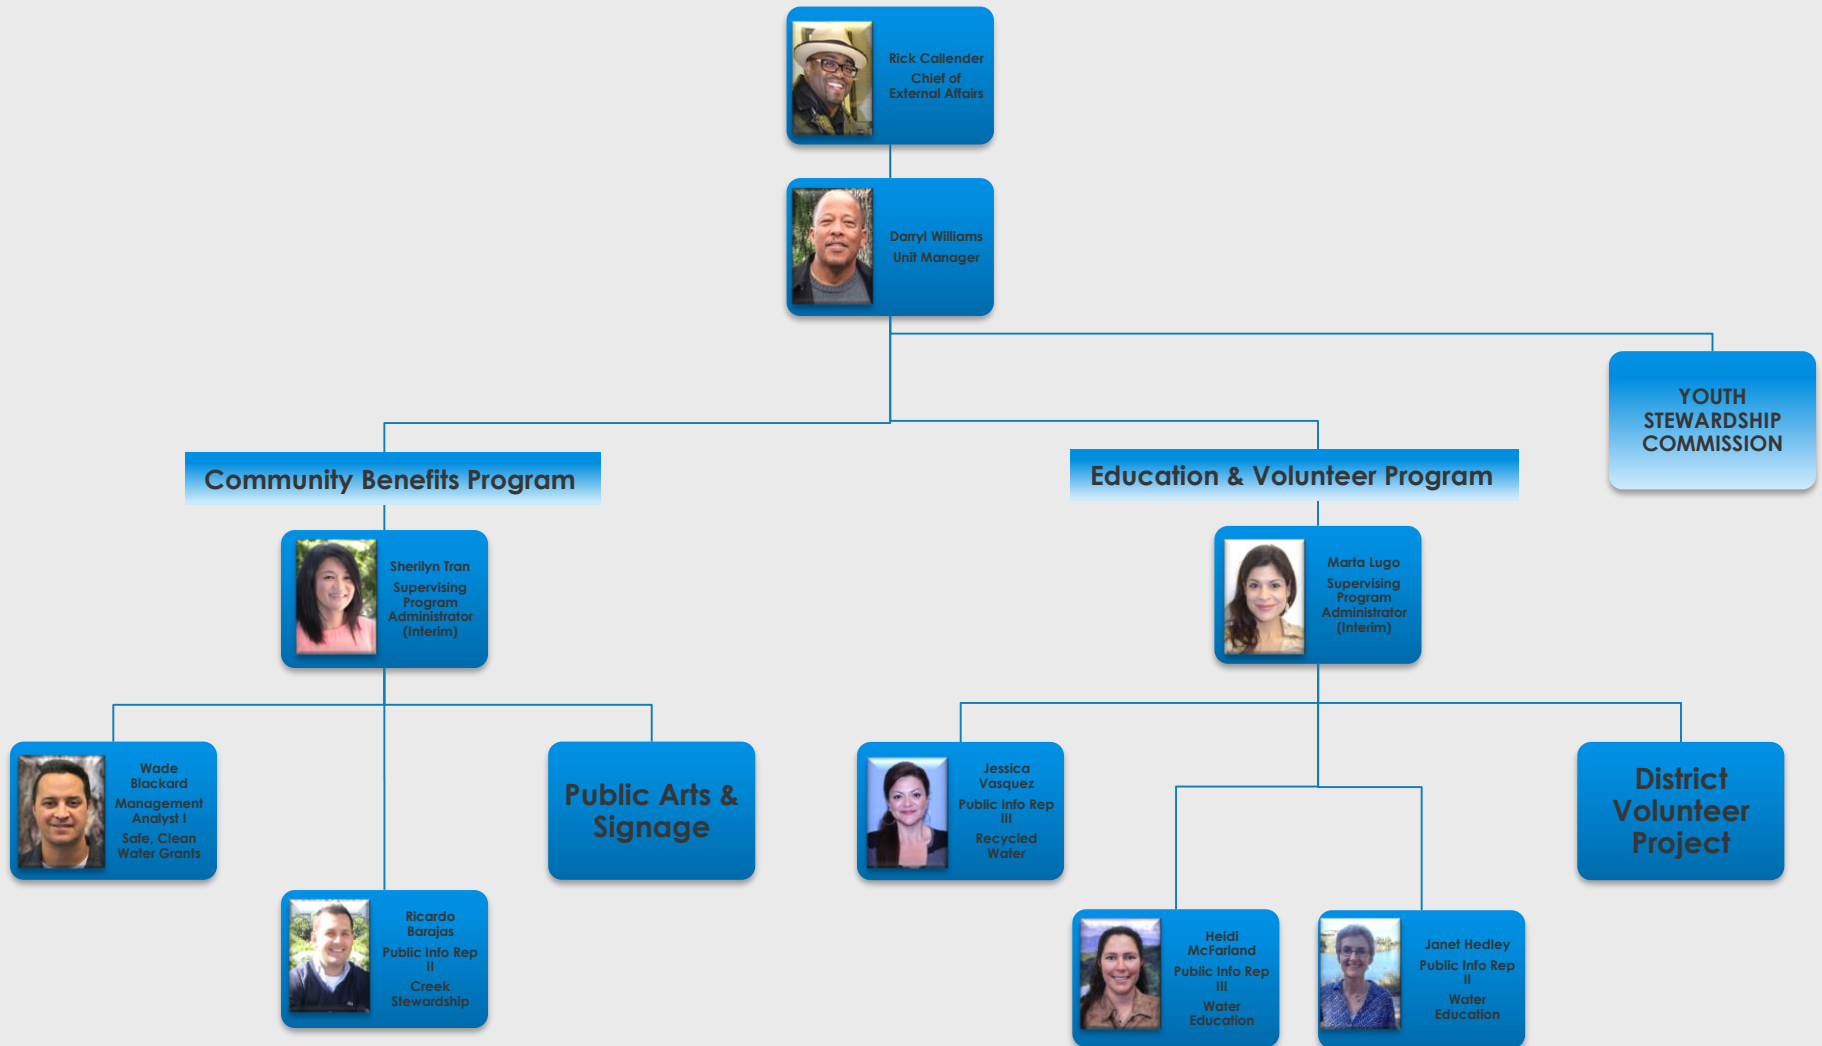 Rick Callender
Chief of
External Affairs
Darryl Williams
Unit Manager
YOUTH
STEWARDSHIP
COMMISSION
Community Benefits Program
Education & Volunteer Program
Sherilyn Tran
Supervising
Program
Administrator
(Interim)
Marta Lugo
Supervising
Program
Administrator
(Interim)
Wade
Blackard
Management
Analyst I
Safe, Clean
Water Grants
Public Arts &
Signage
Jessica
Vasquez
Public Info Rep
III
Recycled
Water
District
Volunteer
Project
Ricardo
Barajas
Public Info Rep
II
Creek
Stewardship
Heidi
McFarland
Public Info Rep
III
Water
Education
Janet Hedley
Public Info Rep
II
Water
Education